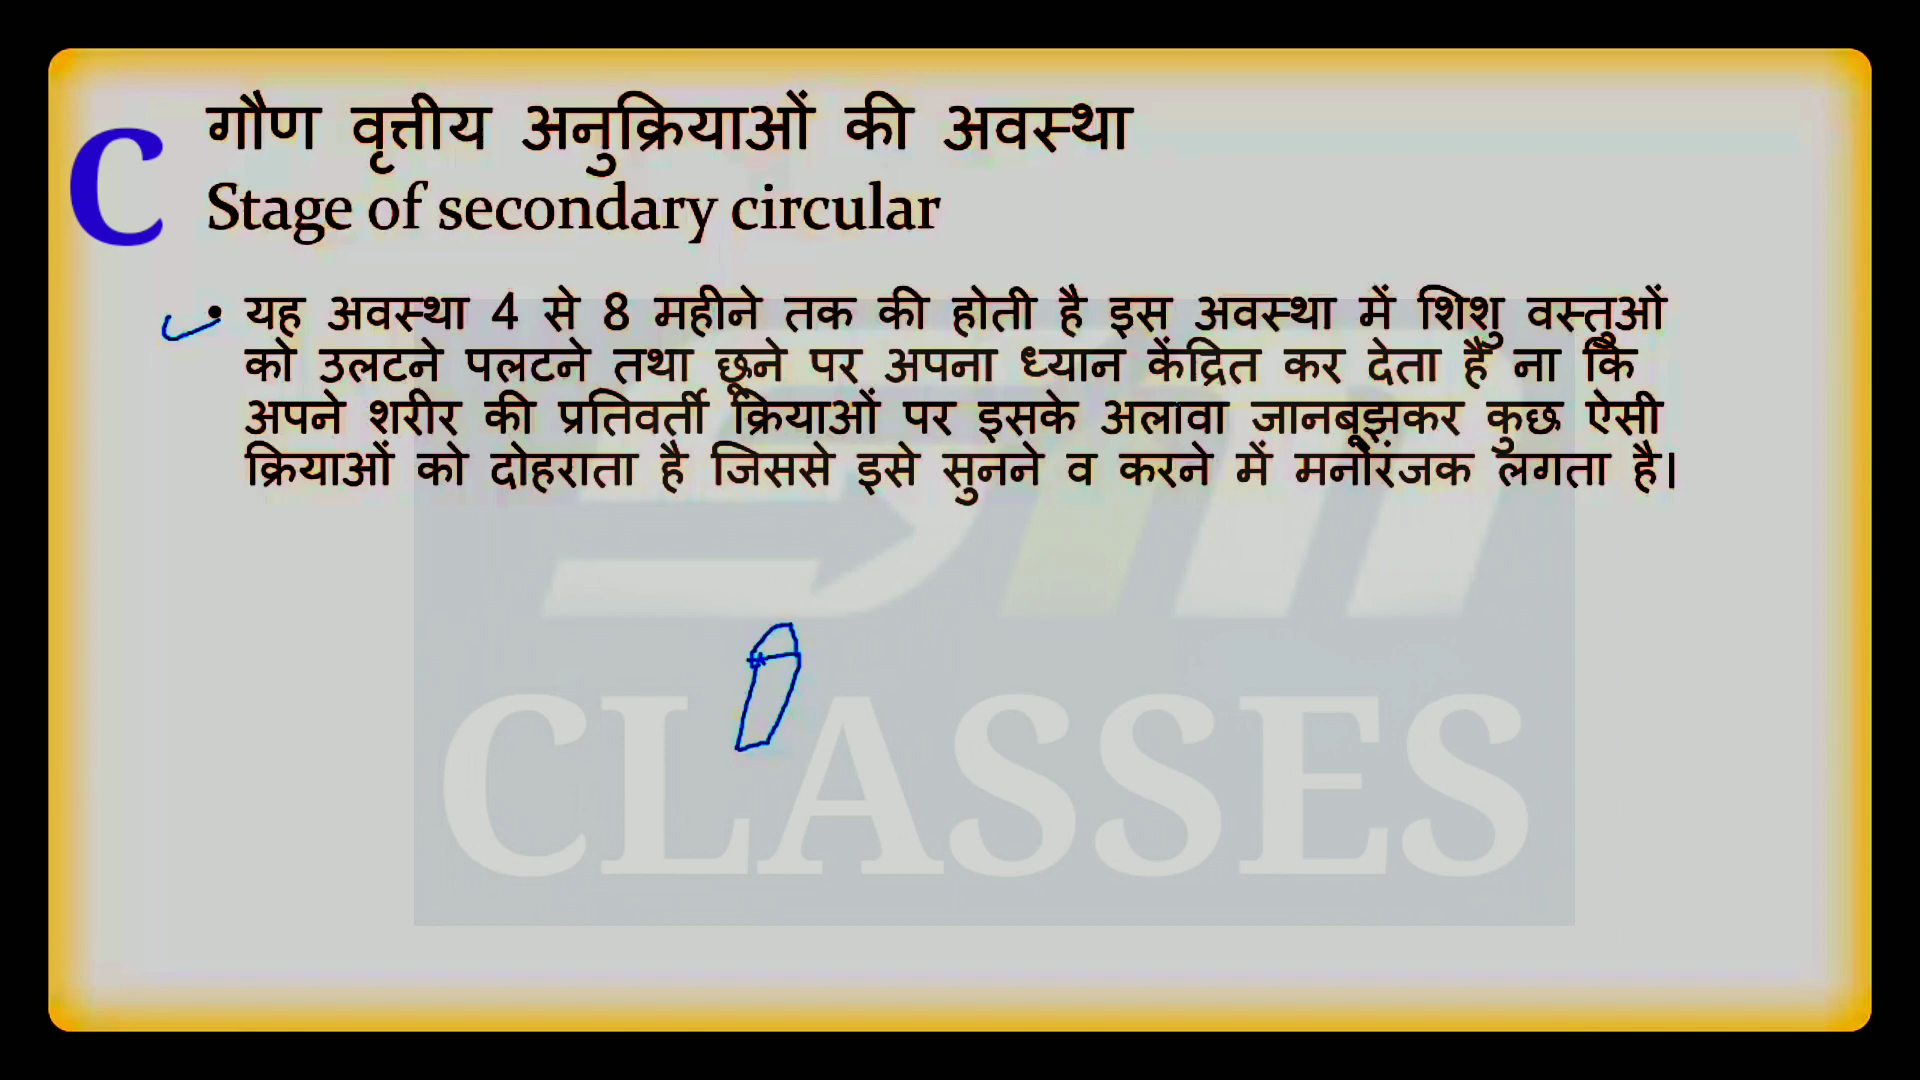 C
गौण वृत्तीय अनुक्रियाओं की अवस्था
Stage of secondary circular
• यह अवस्था 4 से 8 महीने तक की होती है इस अवस्था में शिशु वस्तुओं
को उलटने पलटने तथा छूने पर अपना ध्यान केंद्रित कर देता है ना कि
अपने शरीर की प्रतिवर्ती क्रियाओं पर इसके अलावा जानबूझकर कुछ ऐसी
क्रियाओं को दोहराता है जिससे इसे सुनने व करने में मनोरंजक लगता है।
CLASSES